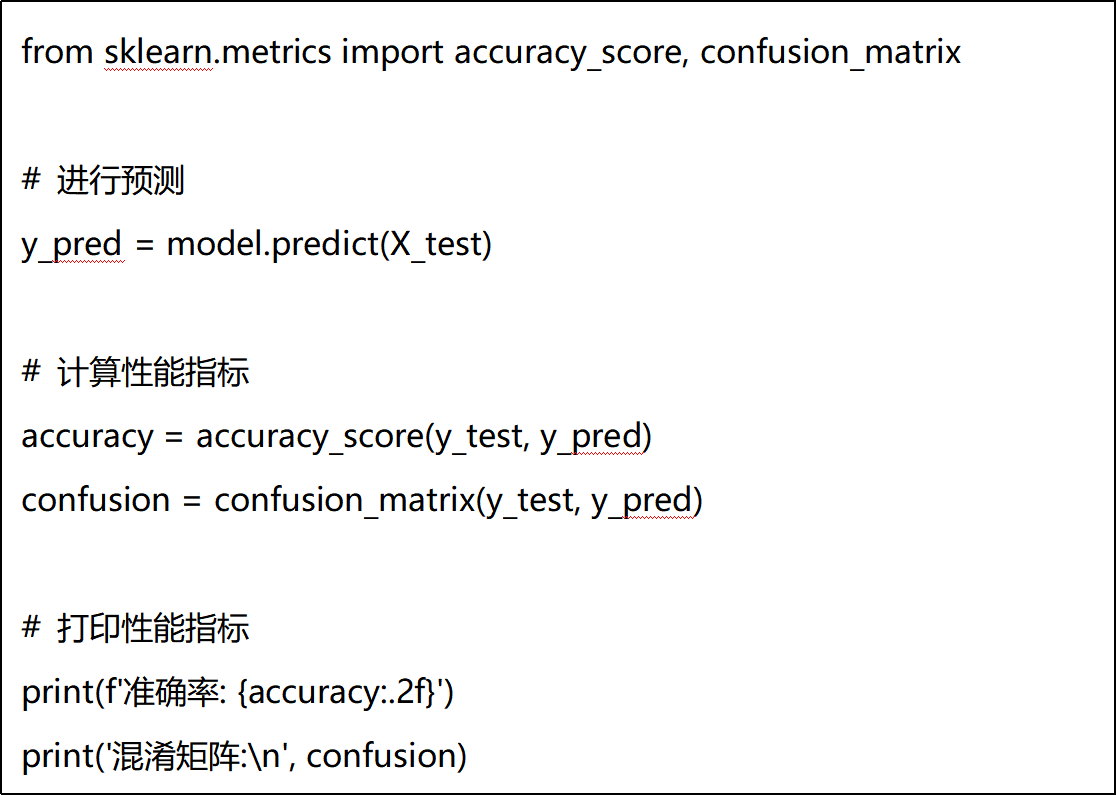 from sklearn.metrics import accuracy_score, confusion_matrix
# 进行预测
y_pred = model.predict(X_test)
# 计算性能指标
accuracy = accuracy_score(y_test, y_pred)
confusion = confusion_matrix(y_test, y_pred)
# 打印性能指标
print(f'准确率: {accuracy:.2f}')
print('混淆矩阵:\n', confusion)